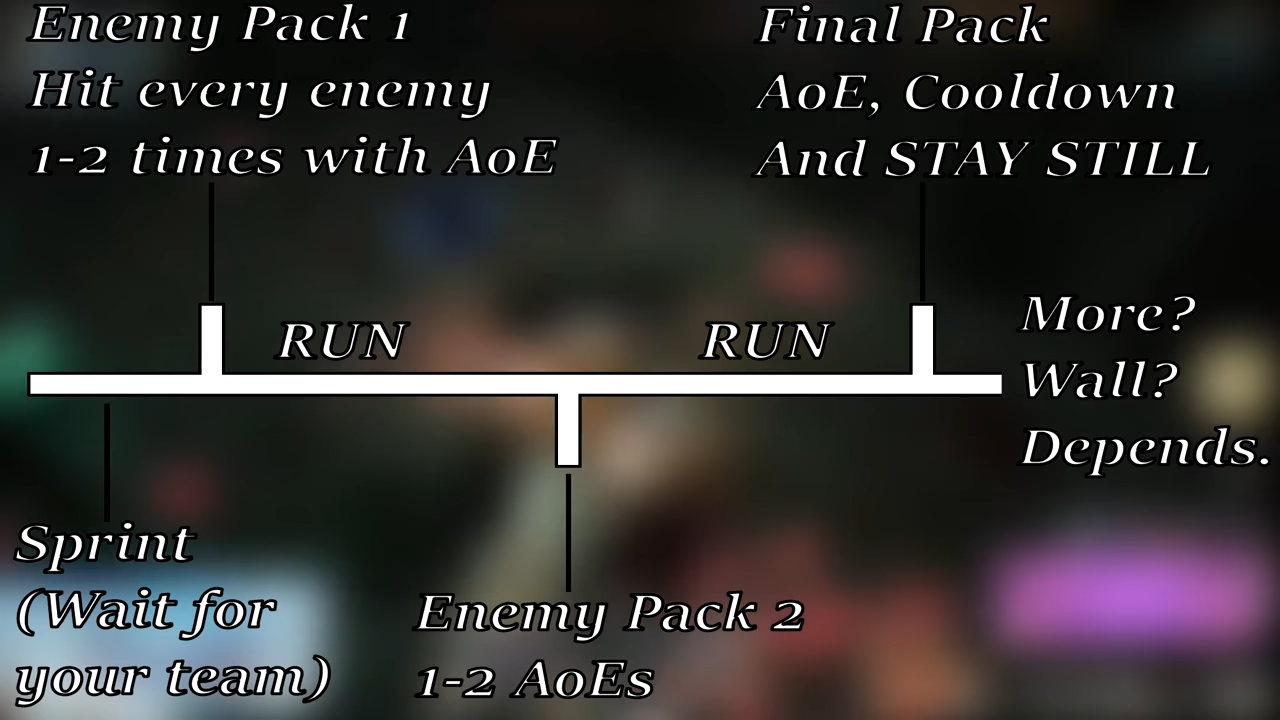 Enemy Pack 1
Hit every enemy
1-2 times with AoE
Final Pack
AoE, Cooldown
And STAY STILL
RUN
RUN
More?
Wall?
Depends.
Sprint
(Wait for
your team)
Enemy Pack 2
1-2 AoEs